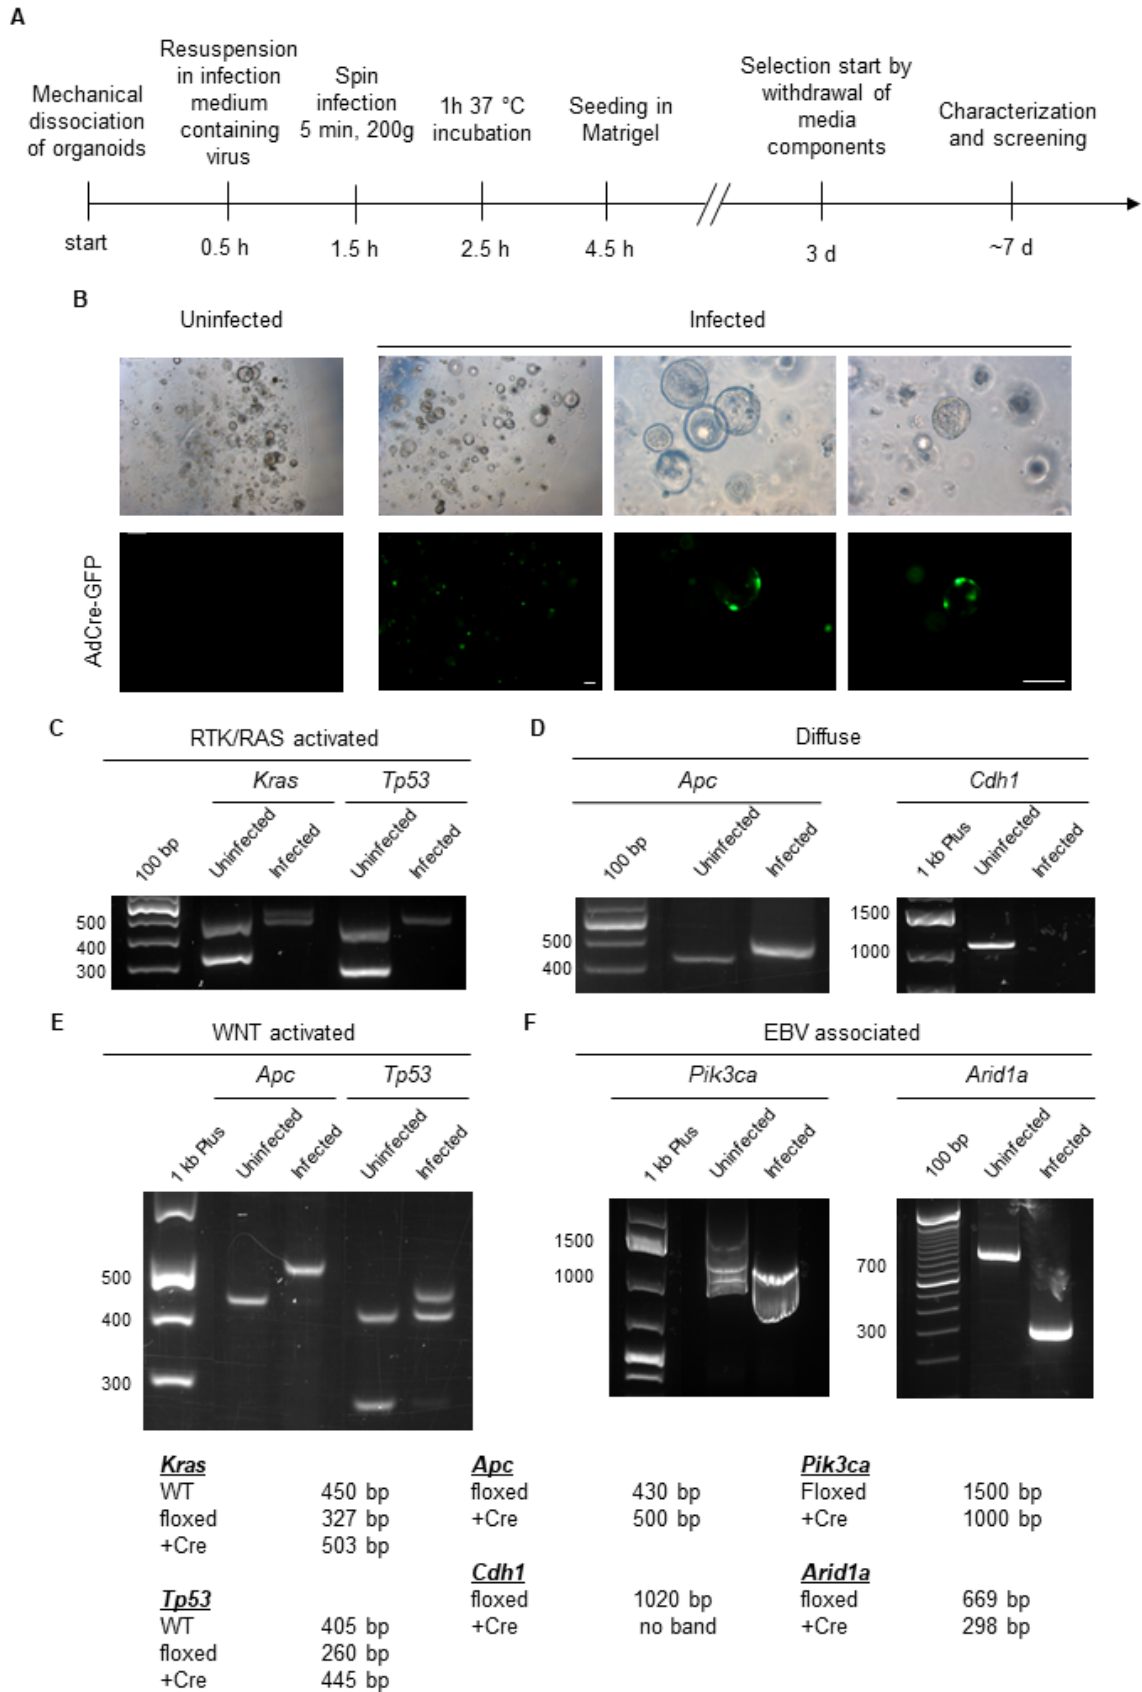 A
Mechanical
dissociation
of organoids
Resuspension
in infection
medium
containing
virus
Spin
infection
5 min, 200g
1h 37 °C
incubation
Seeding in
Matrigel
Selection start by
withdrawal of
media
components
Characterization
and screening
start
0.5 h
1.5 h
2.5 h
4.5 h
3 d
~7 d
B
Uninfected
Infected
AdCre-GFP
C
RTK/RAS activated
Kras
Tp53
100 bp
Uninfected
Infected
Uninfected
Infected
500
400
300
D
Diffuse
Apc
Cdh1
100 bp
Uninfected
Infected
1 kb Plus
Uninfected
Infected
500
400
1500
1000
E
WNT activated
Apc
Tp53
1 kb Plus
Uninfected
Infected
Uninfected
Infected
500
400
300
F
EBV associated
Pik3ca
Arid1a
1 kb Plus
Uninfected
Infected
100 bp
Uninfected
Infected
1500
1000
700
300
Kras
WT 450 bp
floxed 327 bp
+Cre 503 bp
Tp53
WT 405 bp
floxed 260 bp
+Cre 445 bp
Apc
floxed 430 bp
+Cre 500 bp
Cdh1
floxed 1020 bp
+Cre no band
Pik3ca
Floxed 1500 bp
+Cre 1000 bp
Arid1a
floxed 669 bp
+Cre 298 bp